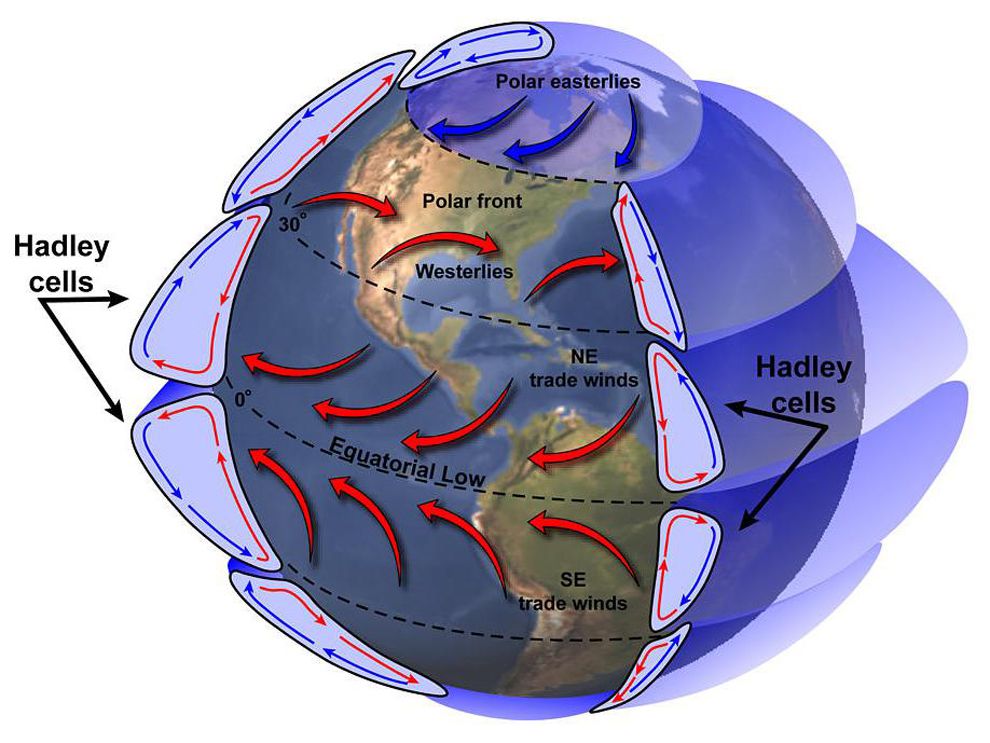 Polar easterlies
Polar front
30°
Westerlies
Hadley
cells
NE
trade winds
Hadley
cells
0°
Equatorial Low
SE
trade winds